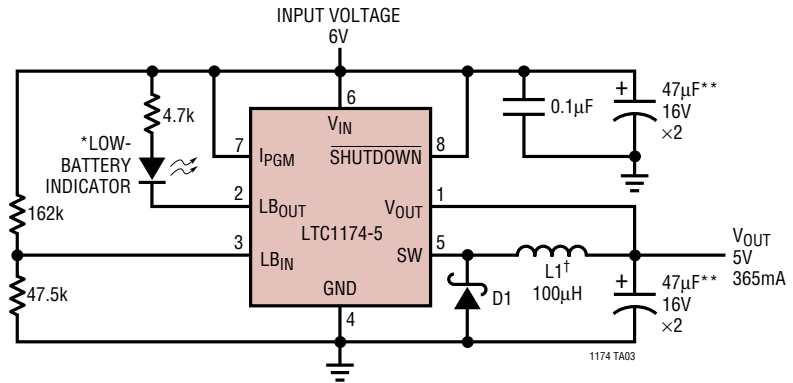 INPUT VOLTAGE
6V
6
4.7k
*LOW-
BATTERY
INDICATOR
162k
47.5k
7
2
3
VIN
IPGM
SHUTDOWN
LBOUT
VOUT
LTC1174-5
LBIN
SW
GND
8
1
5
4
0.1µF
+
47µF**
16V
×2
L1†
100µH
D1
VOUT
5V
365mA
+
47µF**
16V
×2
1174 TA03